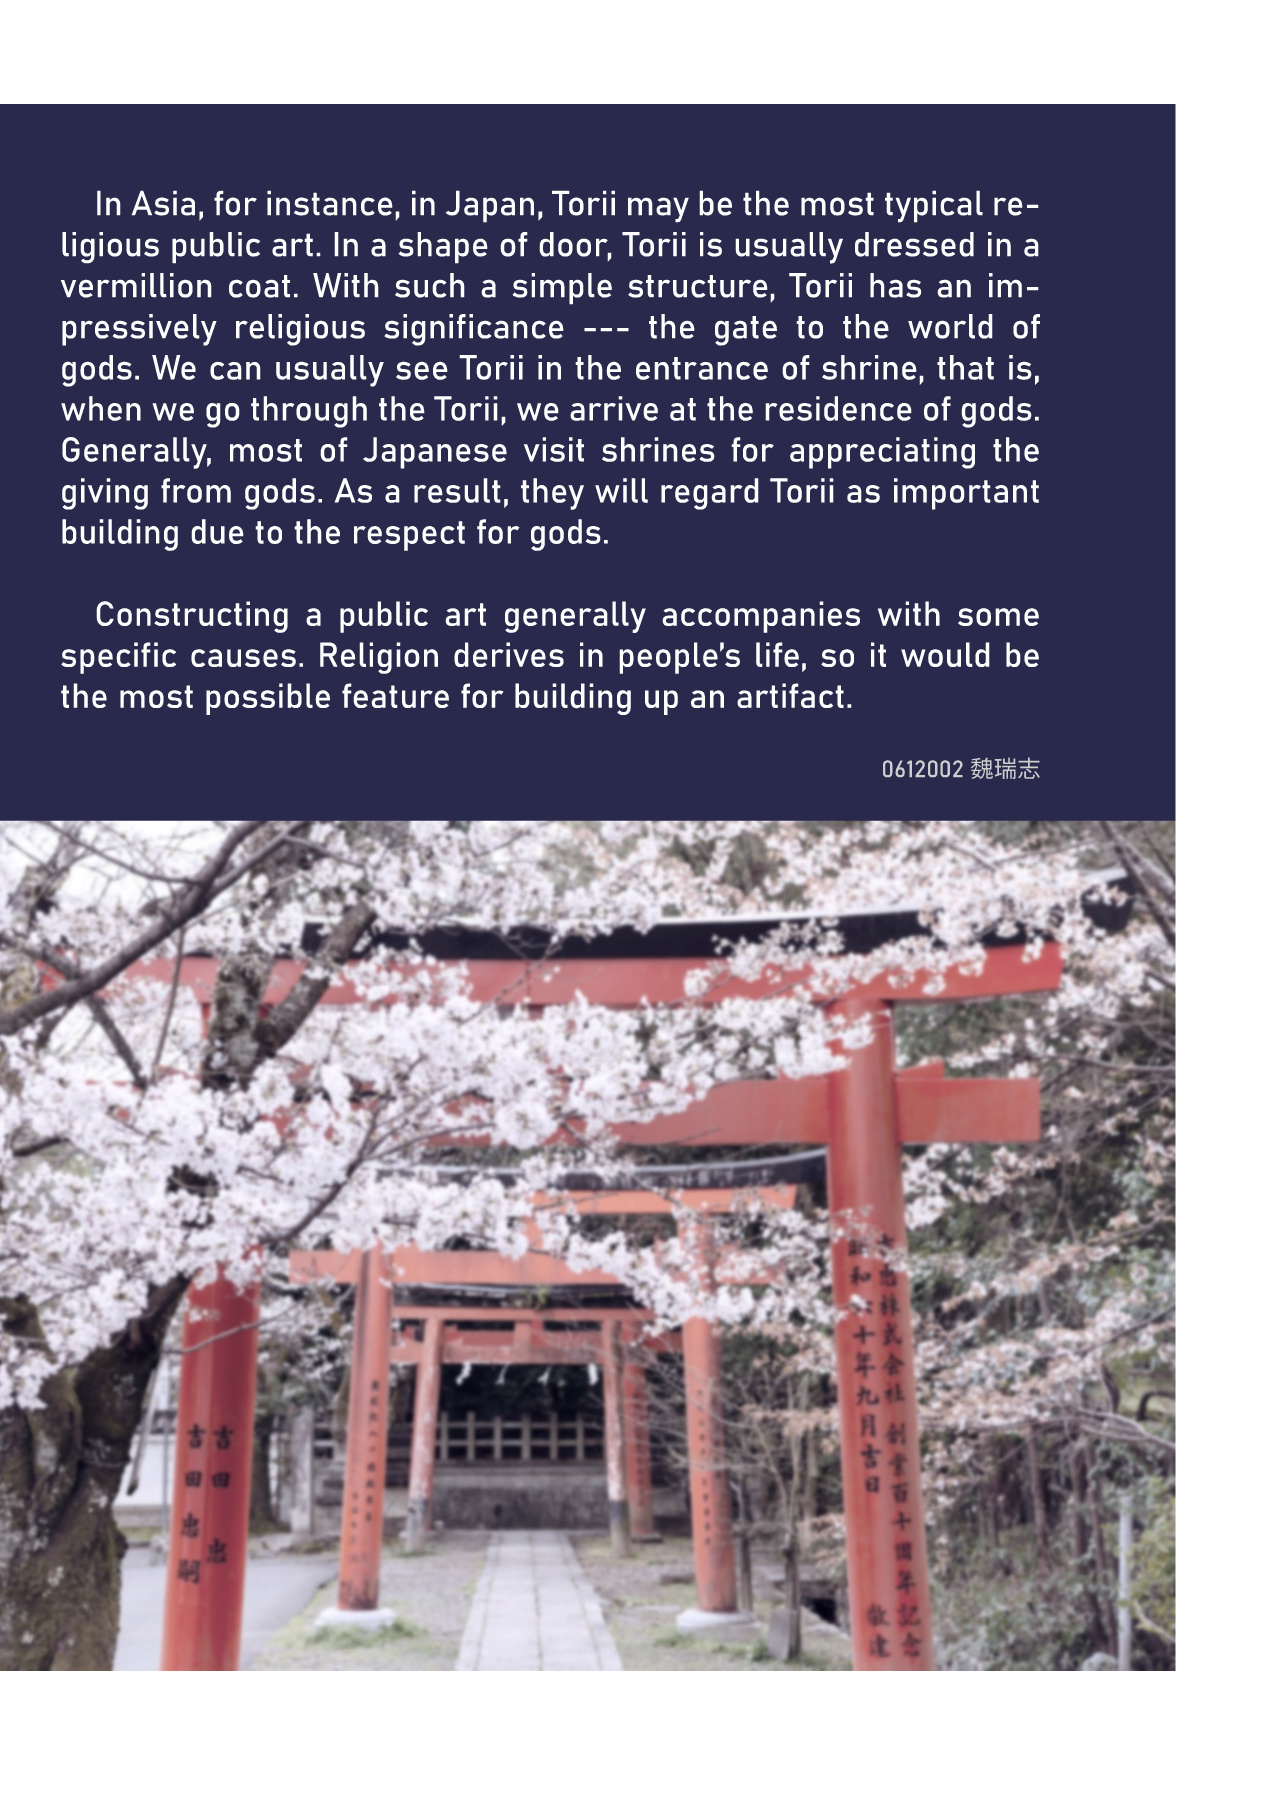 In Asia, for instance, in Japan, Torii may be the most typical re-
ligious public art. In a shape of door, Torii is usually dressed in a
vermillion coat. With such a simple structure, Torii has an im-
pressively religious significance --- the gate to the world of
gods. We can usually see Torii in the entrance of shrine, that is,
when we go through the Torii, we arrive at the residence of gods.
Generally, most of Japanese visit shrines for appreciating the
giving from gods. As a result, they will regard Torii as important
building due to the respect for gods.
Constructing a public art generally accompanies with some
specific causes. Religion derives in people’s life, so it would be
the most possible feature for building up an artifact.
0612002 魏瑞志
吉田忠嗣
吉田忠
株式会社 創業百十周年記念
昭和六十年九月吉日 敬建